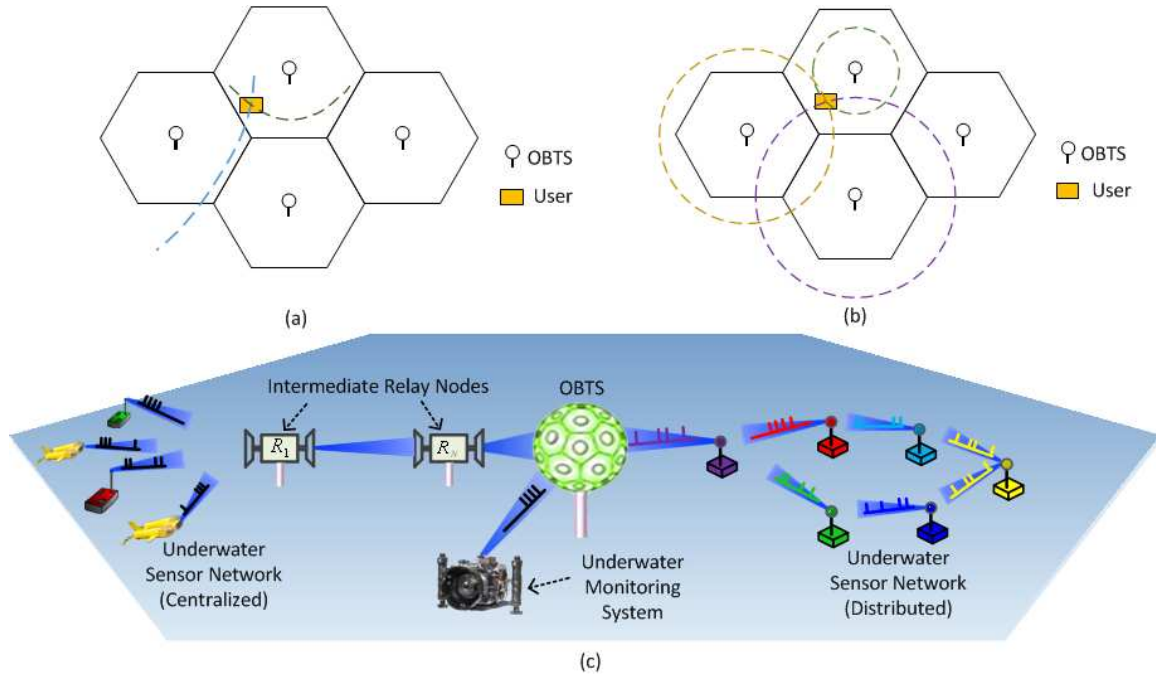 OBTS
User
(a)
OBTS
User
(b)
Intermediate Relay Nodes
OBTS
R₁
R_N
Underwater
Sensor Network
(Centralized)
Underwater
Monitoring
System
Underwater
Sensor Network
(Distributed)
(c)